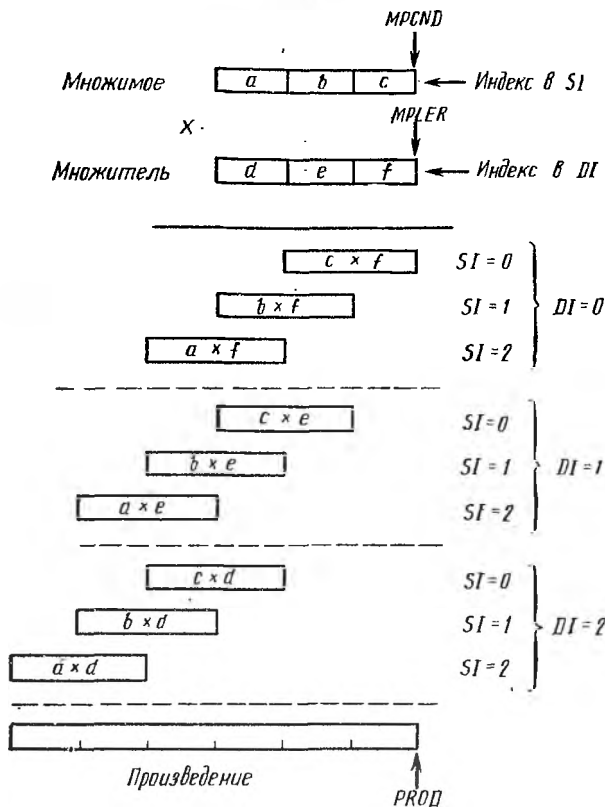 MPCND
Множимое a b c Индекс в SI
×
MPLER
Множитель d e f Индекс в DI
c × f SI=0
b × f SI=1 DI=0
a × f SI=2
c × e SI=0
b × e SI=1 DI=1
a × e SI=2
c × d SI=0
b × d SI=1 DI=2
a × d SI=2
Произведение
PROD